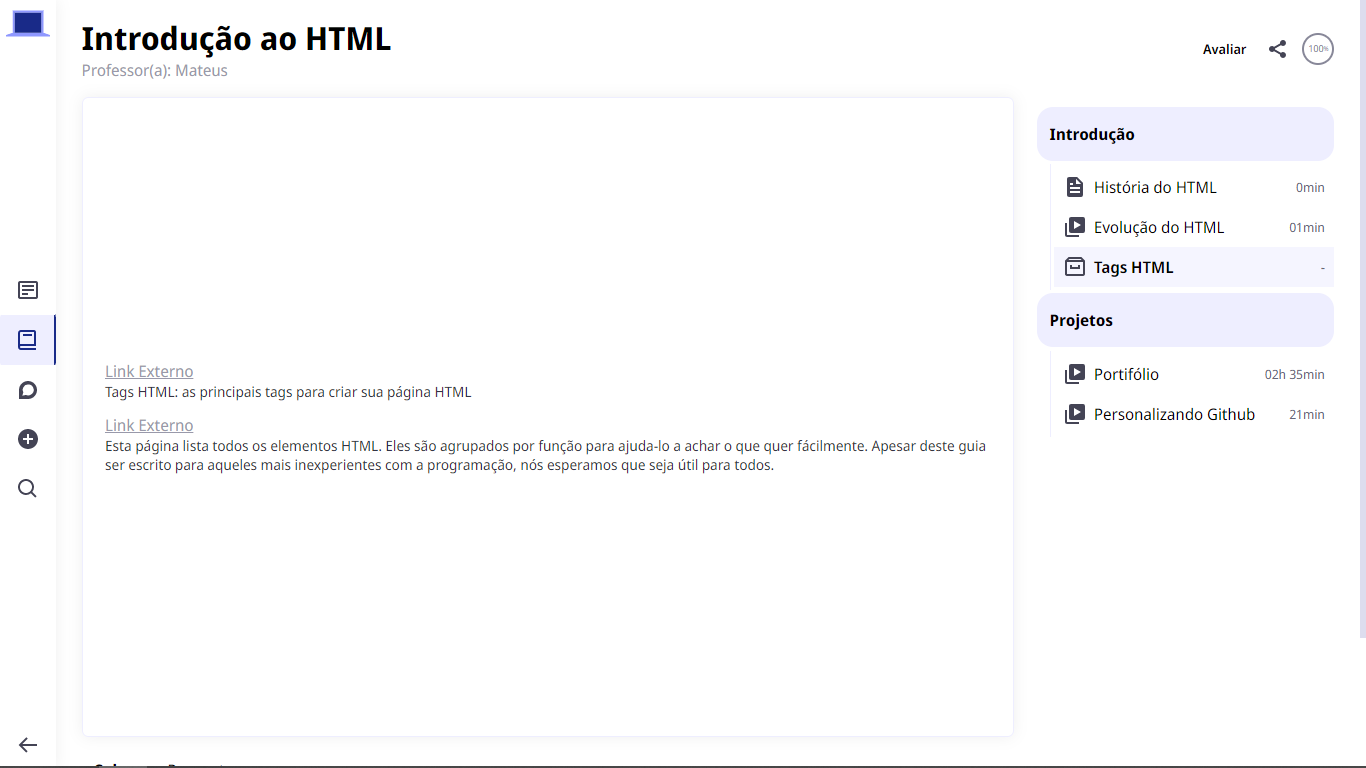 Introdução ao HTML
Professor(a): Mateus
Avaliar
100%
Link Externo
Tags HTML: as principais tags para criar sua página HTML
Link Externo
Esta página lista todos os elementos HTML. Eles são agrupados por função para ajuda-lo a achar o que quer fácilmente. Apesar deste guia
ser escrito para aqueles mais inexperientes com a programação, nós esperamos que seja útil para todos.
Introdução
História do HTML 0min
Evolução do HTML 01min
Tags HTML -
Projetos
Portifólio 02h 35min
Personalizando Github 21min